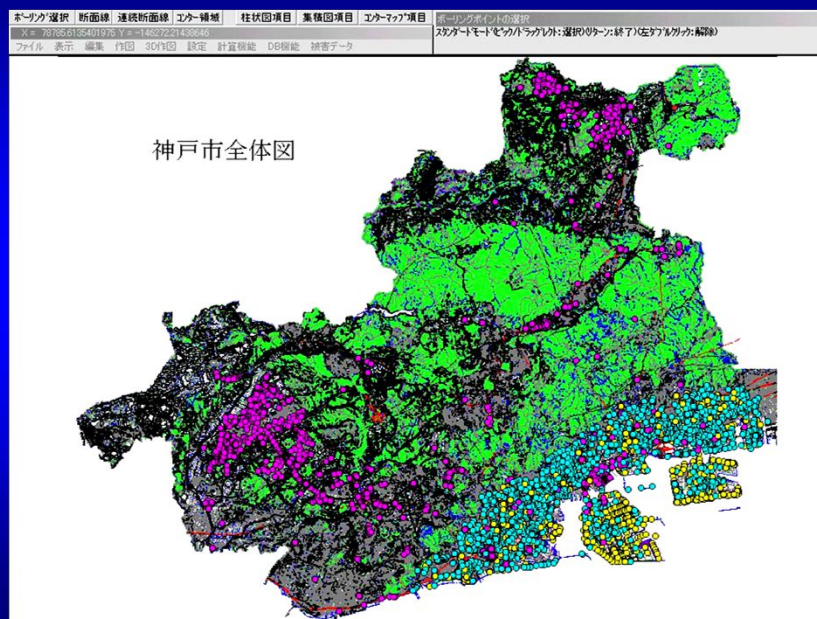 ボーリング選択 断面線 連続断面線 コンター領域 柱状図項目 集積図項目 コンターマップ項目
ボーリングポイントの選択
X = 78785.6135401975 Y = -146272.21438646
スタンダードモードピック/ドラッグレクト:選択)(リターン:終了)(左ダブルクリック:解除)
ファイル 表示 編集 作図 3D作図 設定 計算機能 DB機能 被害データ
神戸市全体図